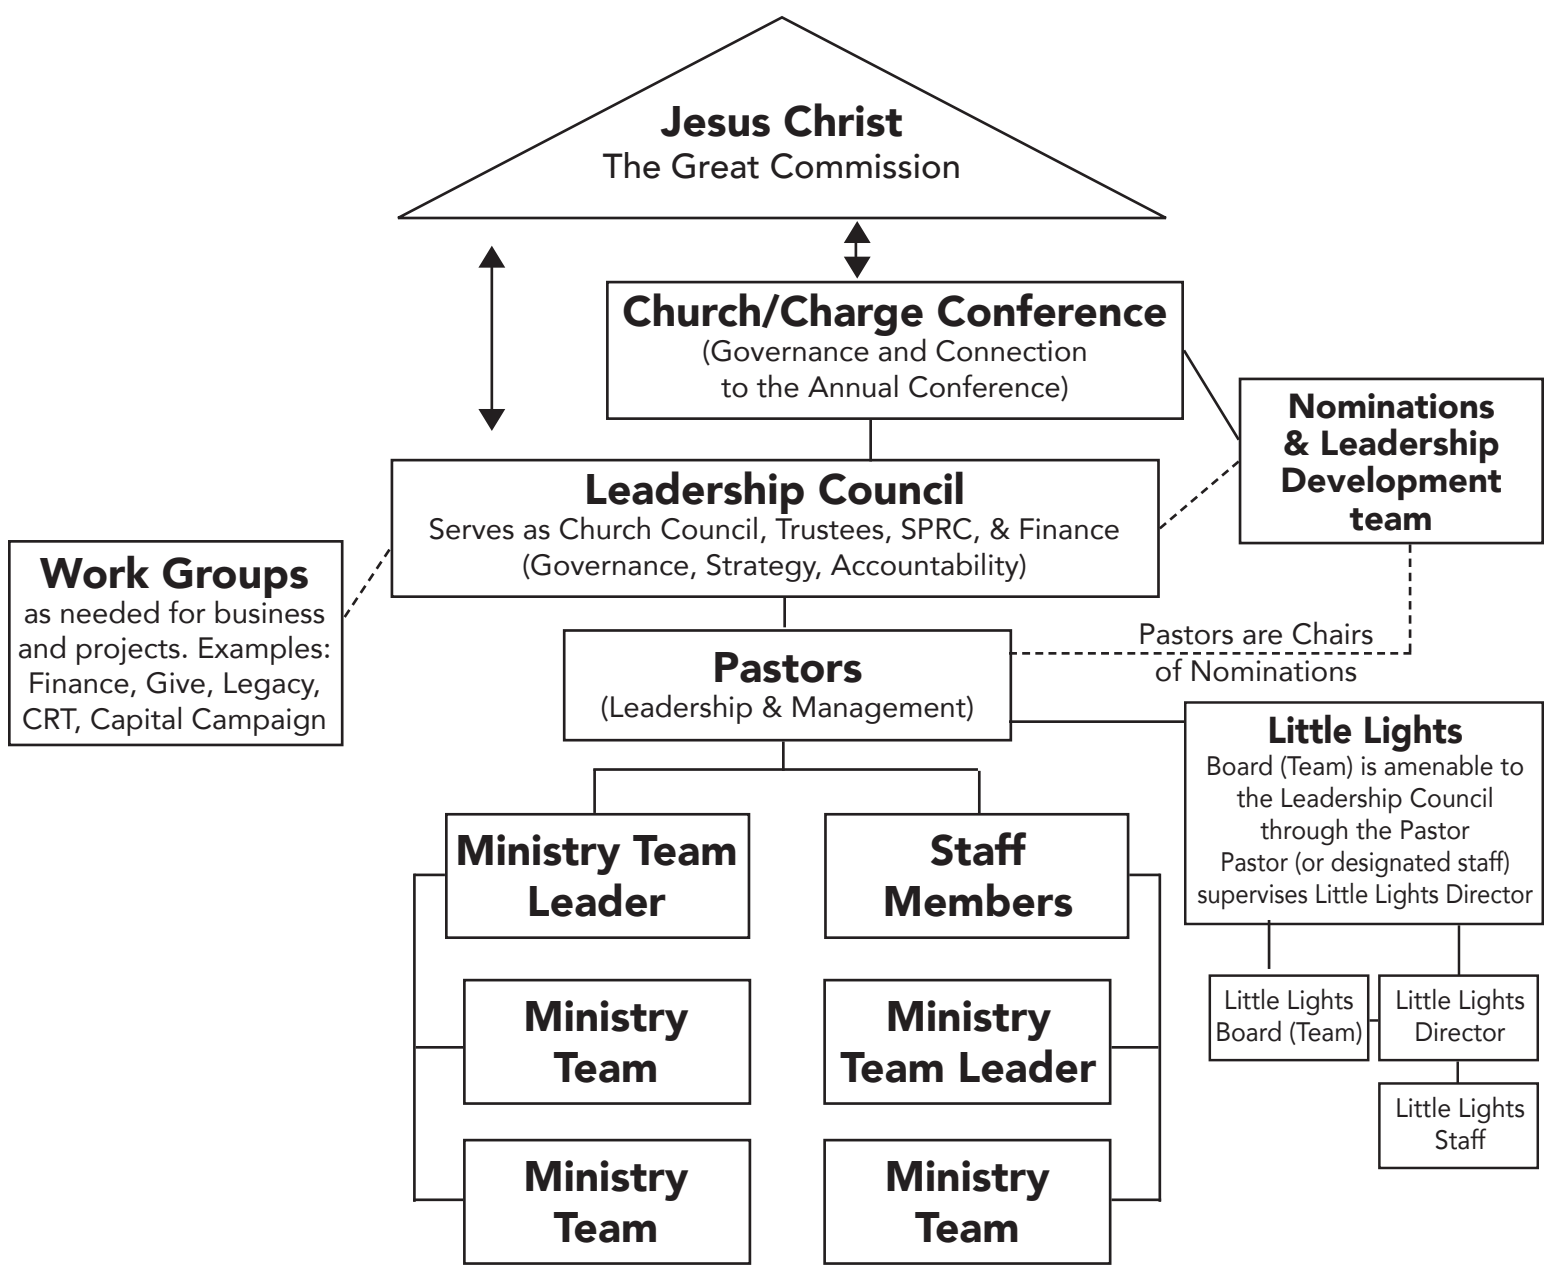 Jesus Christ
The Great Commission
Church/Charge Conference
(Governance and Connection
to the Annual Conference)
Nominations
& Leadership
Development
team
Leadership Council
Serves as Church Council, Trustees, SPRC, & Finance
(Governance, Strategy, Accountability)
Work Groups
as needed for business
and projects. Examples:
Finance, Give, Legacy,
CRT, Capital Campaign
Pastors are Chairs
of Nominations
Pastors
(Leadership & Management)
Little Lights
Board (Team) is amenable to
the Leadership Council
through the Pastor
Pastor (or designated staff)
supervises Little Lights Director
Ministry Team
Leader
Staff
Members
Ministry
Team
Ministry
Team Leader
Little Lights
Board (Team)
Little Lights
Director
Little Lights
Staff
Ministry
Team
Ministry
Team